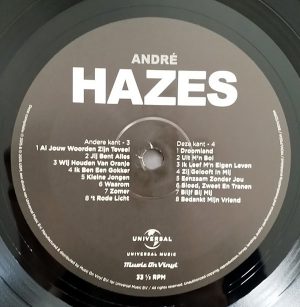 ANDRÉ
HAZES
Andere kant • 3
1 Al Jouw Woorden Zijn Teveel
2 Jij Bent Alles
3 Wij Houden Van Oranje
4 Ik Ben Een Gokker
5 Kleine Jongen
6 Waarom
7 Zomer
8 't Rode Licht
Deze kant • 4
1 Droomland
2 Uit M'n Bol
3 Ik Leef M'n Eigen Leven
4 Zij Gelooft In Mij
5 Eenzaam Zonder Jou
6 Bloed, Zweet En Tranen
7 Blijf Bij Mij
8 Bedankt Mijn Vriend
UNIVERSAL
UNIVERSAL MUSIC
Music On Vinyl
33 ⅓ RPM